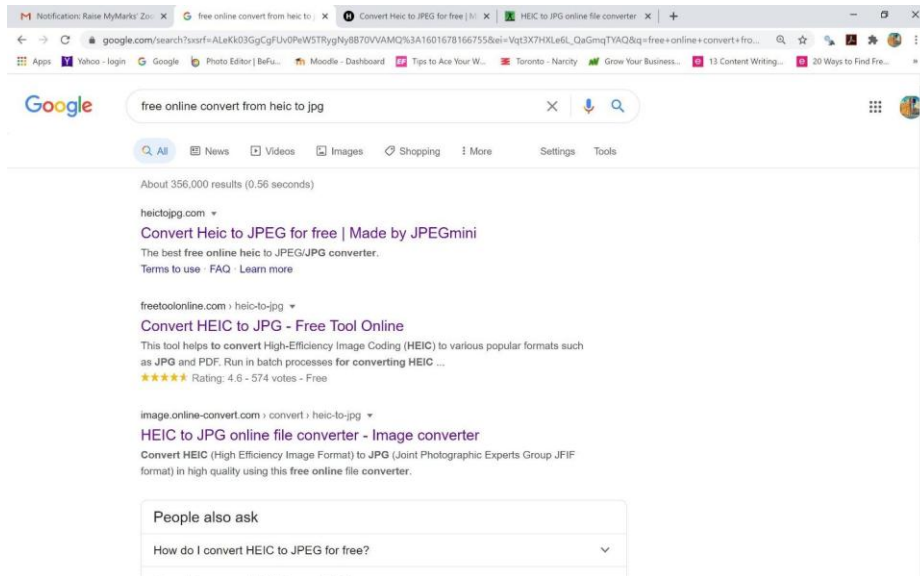 Notification: Raise MyMarks' Zo
free online convert from heic to j
Convert Heic to JPEG for free | M
HEIC to JPG online file converter
google.com/search?sxsrf=ALeKk03GgCgFUv0PeW5TRygNy8B70VVAMQ%3A1601678166755&ei=Vqt3X7HXLe6L_QaGmqTYAQ&q=free+online+convert+fro...
Apps Yahoo - login Google Photo Editor | BeFu... Moodle - Dashboard Tips to Ace Your W... Toronto - Narcity Grow Your Business... 13 Content Writing... 20 Ways to Find Fre... »
Google
free online convert from heic to jpg
All News Videos Images Shopping More Settings Tools
About 356,000 results (0.56 seconds)
heictojpg.com
Convert Heic to JPEG for free | Made by JPEGmini
The best free online heic to JPEG/JPG converter.
Terms to use · FAQ · Learn more
freetoolonline.com › heic-to-jpg
Convert HEIC to JPG - Free Tool Online
This tool helps to convert High-Efficiency Image Coding (HEIC) to various popular formats such
as JPG and PDF. Run in batch processes for converting HEIC ...
Rating: 4.6 - 574 votes - Free
image.online-convert.com › convert › heic-to-jpg
HEIC to JPG online file converter - Image converter
Convert HEIC (High Efficiency Image Format) to JPG (Joint Photographic Experts Group JFIF
format) in high quality using this free online file converter.
People also ask
How do I convert HEIC to JPEG for free?